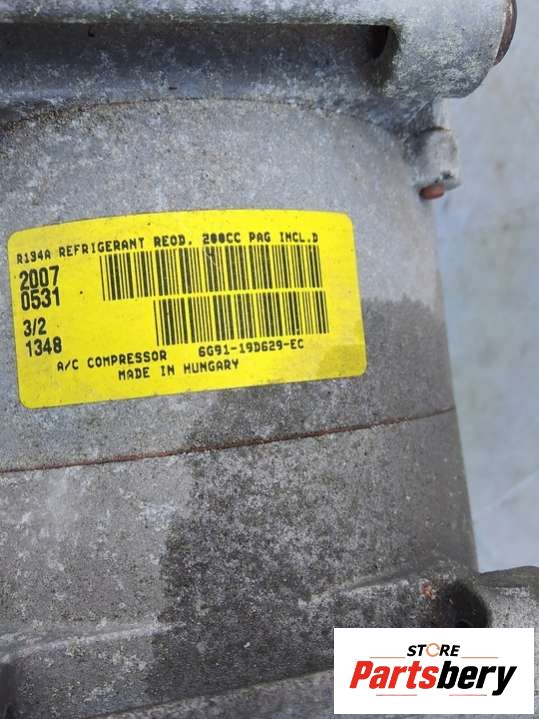 R134A REFRIGERANT REQD. 200CC PAG INCL.D
2007
0531
3/2
1348
A/C COMPRESSOR 6G91-19D629-EC
MADE IN HUNGARY
STORE
Partsbery